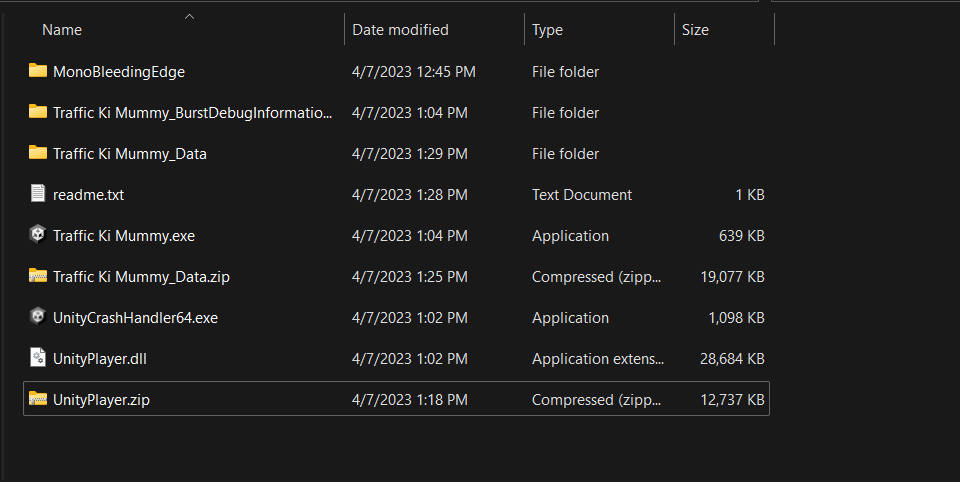 Name Date modified Type Size
MonoBleedingEdge 4/7/2023 12:45 PM File folder
Traffic Ki Mummy_BurstDebugInformatio... 4/7/2023 1:04 PM File folder
Traffic Ki Mummy_Data 4/7/2023 1:29 PM File folder
readme.txt 4/7/2023 1:28 PM Text Document 1 KB
Traffic Ki Mummy.exe 4/7/2023 1:04 PM Application 639 KB
Traffic Ki Mummy_Data.zip 4/7/2023 1:25 PM Compressed (zipp... 19,077 KB
UnityCrashHandler64.exe 4/7/2023 1:02 PM Application 1,098 KB
UnityPlayer.dll 4/7/2023 1:02 PM Application extens... 28,684 KB
UnityPlayer.zip 4/7/2023 1:18 PM Compressed (zipp... 12,737 KB